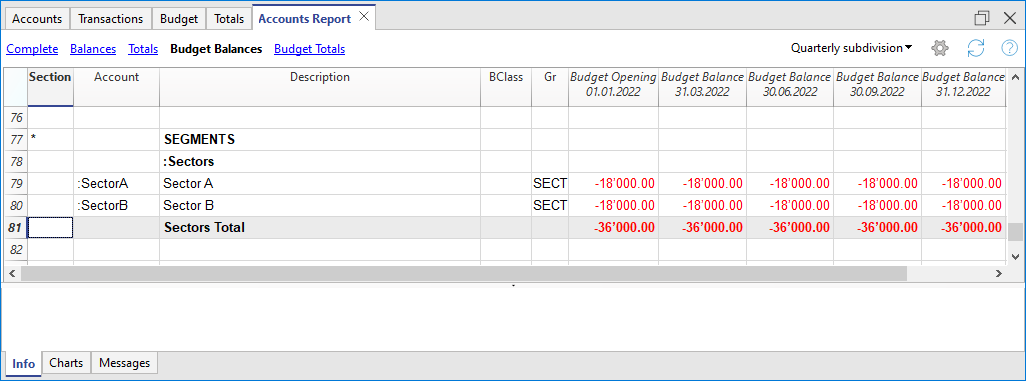 Accounts Transactions Budget Totals Accounts Report
Complete Balances Totals Budget Balances Budget Totals Quarterly subdivision
Section Account Description BClass Gr Budget Opening Budget Balance Budget Balance Budget Balance Budget Balance
01.01.2022 31.03.2022 30.06.2022 30.09.2022 31.12.2022
76
77 * SEGMENTS
78 :Sectors
79 :SectorA Sector A SECT -18'000.00 -18'000.00 -18'000.00 -18'000.00 -18'000.00
80 :SectorB Sector B SECT -18'000.00 -18'000.00 -18'000.00 -18'000.00 -18'000.00
81 Sectors Total -36'000.00 -36'000.00 -36'000.00 -36'000.00 -36'000.00
82
Info Charts Messages